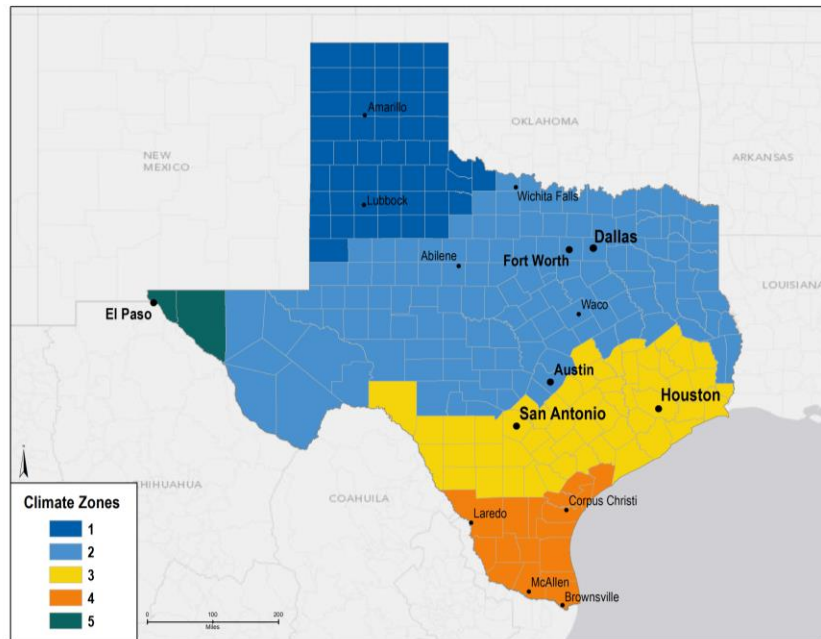 Amarillo
OKLAHOMA
NEW
MEXICO
ARKANSAS
Lubbock
Wichita Falls
Abilene
Fort Worth
Dallas
LOUISIANA
El Paso
Waco
Austin
Houston
San Antonio
HIHUAHUA
COAHUILA
Laredo
Corpus Christi
McAllen
Brownsville
Climate Zones
1
2
3
4
5
0 100 200
Miles